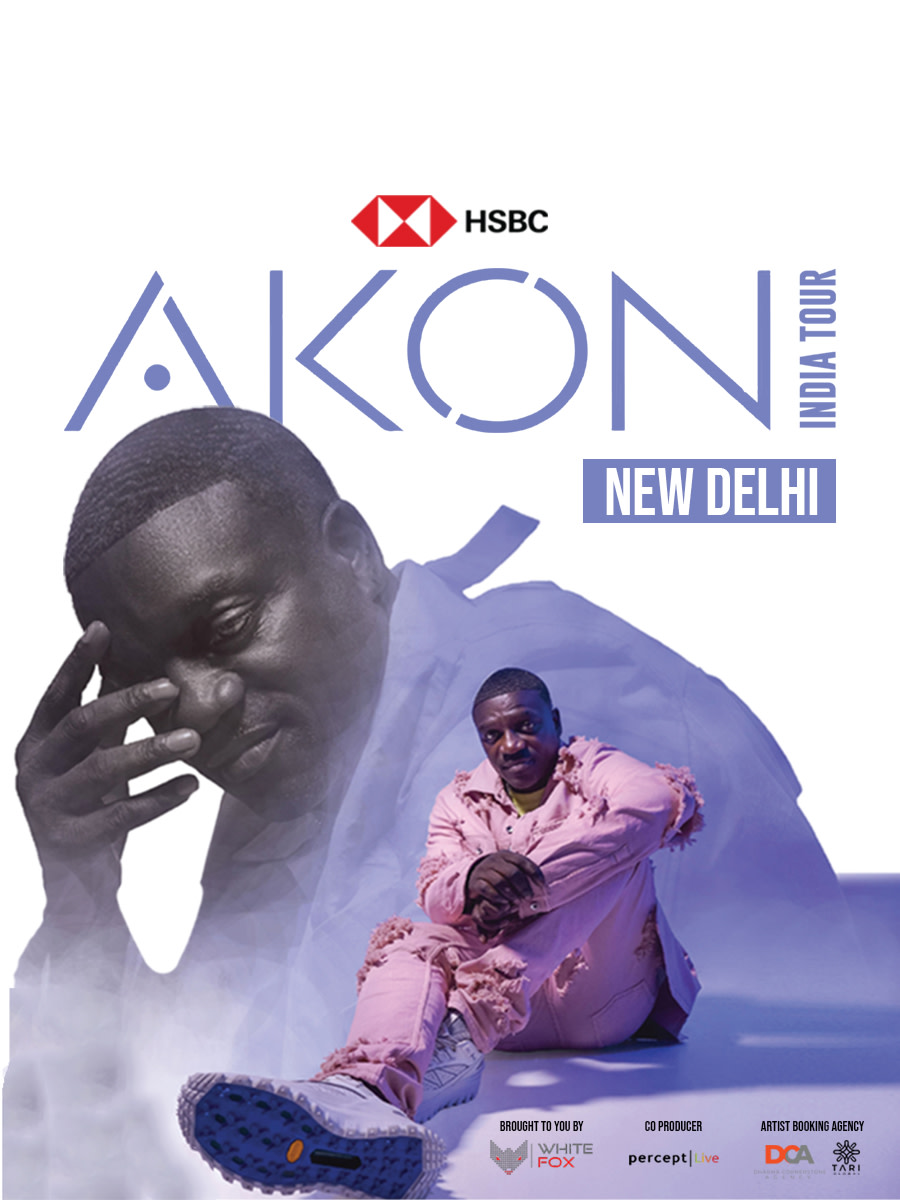 HSBC
AKON
INDIA TOUR
NEW DELHI
BROUGHT TO YOU BY
WHITE
FOX
CO PRODUCER
percept|Live
ARTIST BOOKING AGENCY
DCA
TARI